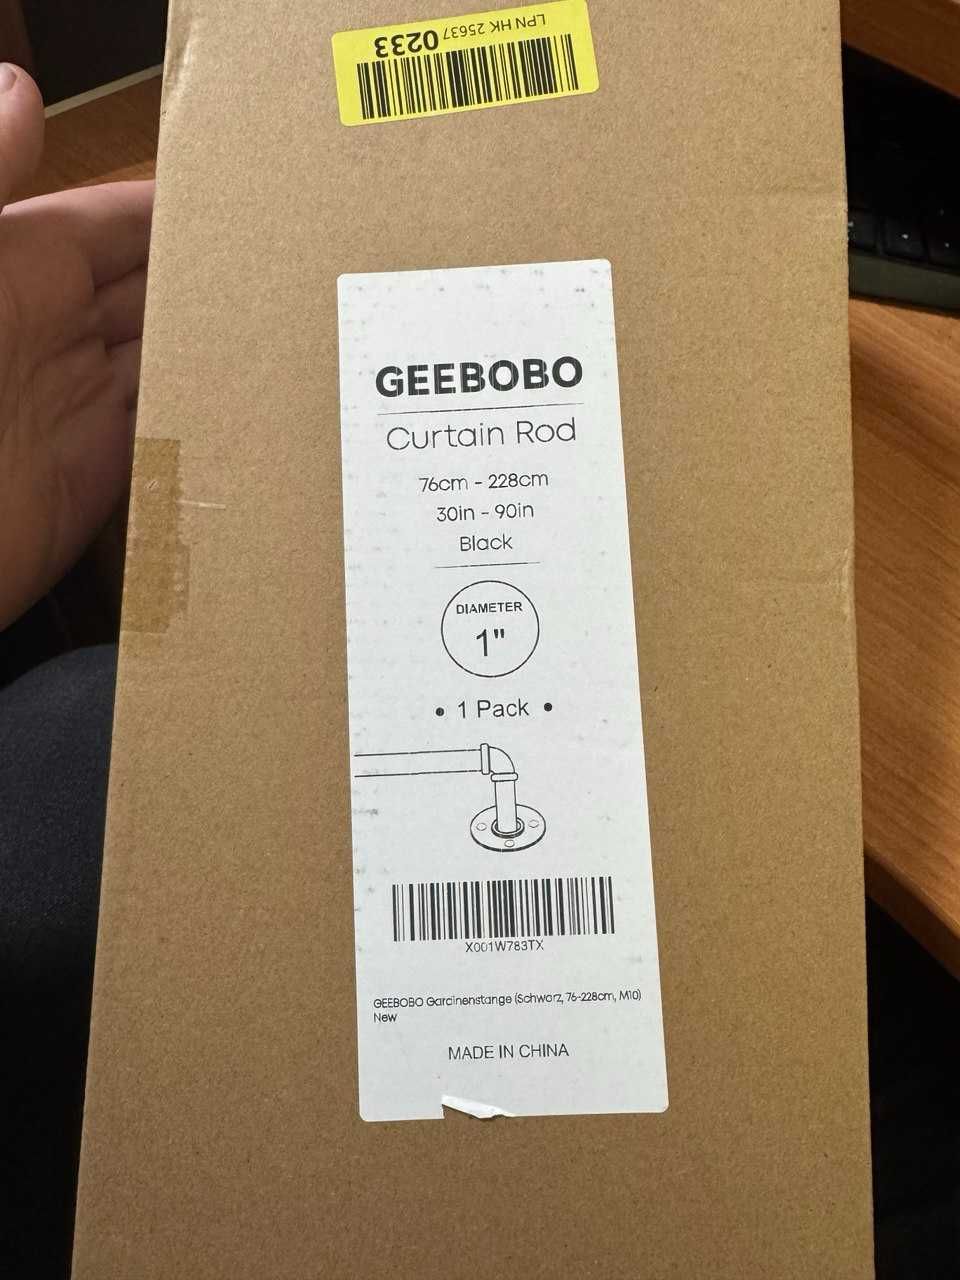 LPN HK 25637 0233
GEEBOBO
Curtain Rod
76cm - 228cm
30in - 90in
Black
DIAMETER
1"
• 1 Pack •
X001W783TX
GEEBOBO Gardinenstange (Schwarz, 76-228cm, M10)
New
MADE IN CHINA